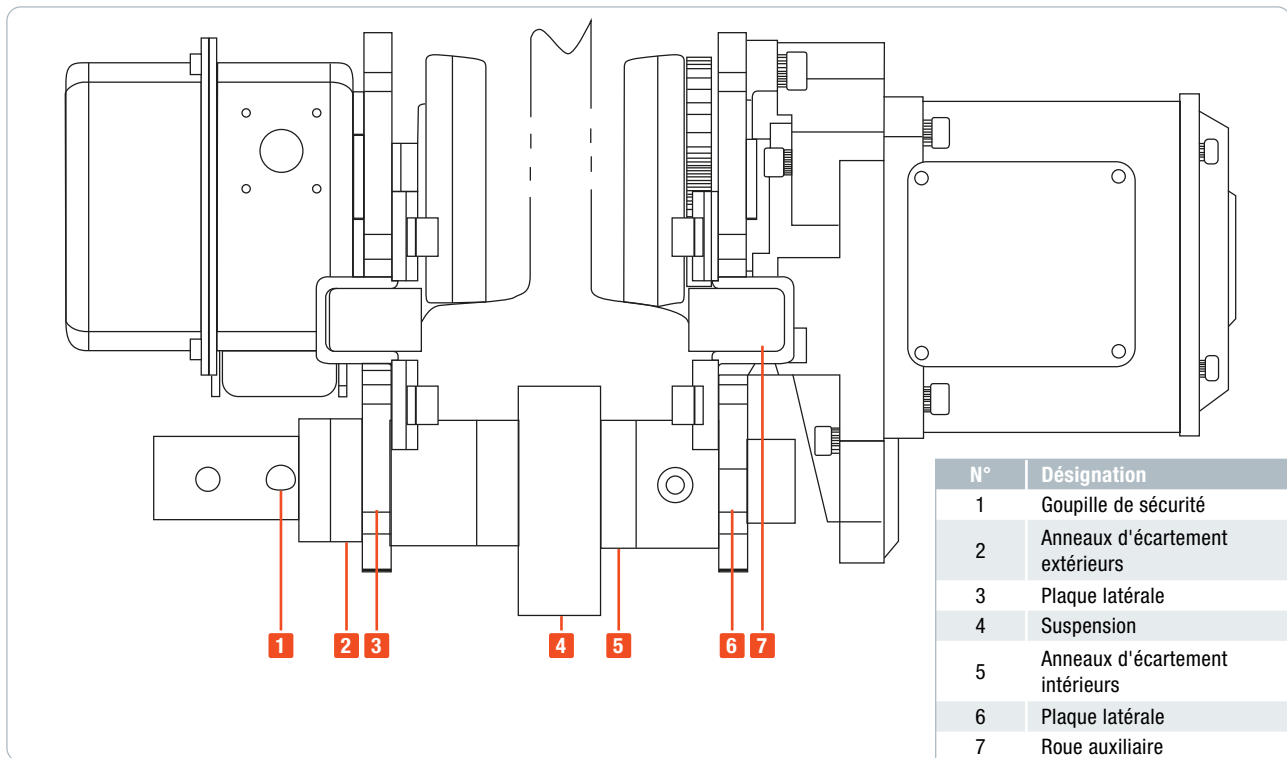 1 2 3 4 5 6 7
N° Désignation
1 Goupille de sécurité
2 Anneaux d'écartement
extérieurs
3 Plaque latérale
4 Suspension
5 Anneaux d'écartement
intérieurs
6 Plaque latérale
7 Roue auxiliaire